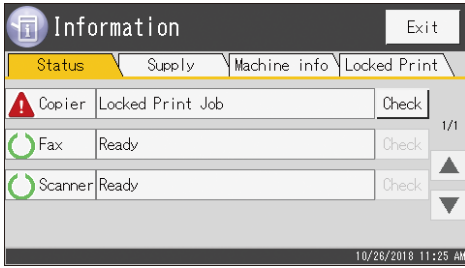 Information Exit
Status Supply Machine info Locked Print
Copier Locked Print Job Check
1/1
Fax Ready Check
Scanner Ready Check
10/26/2018 11:25 AM